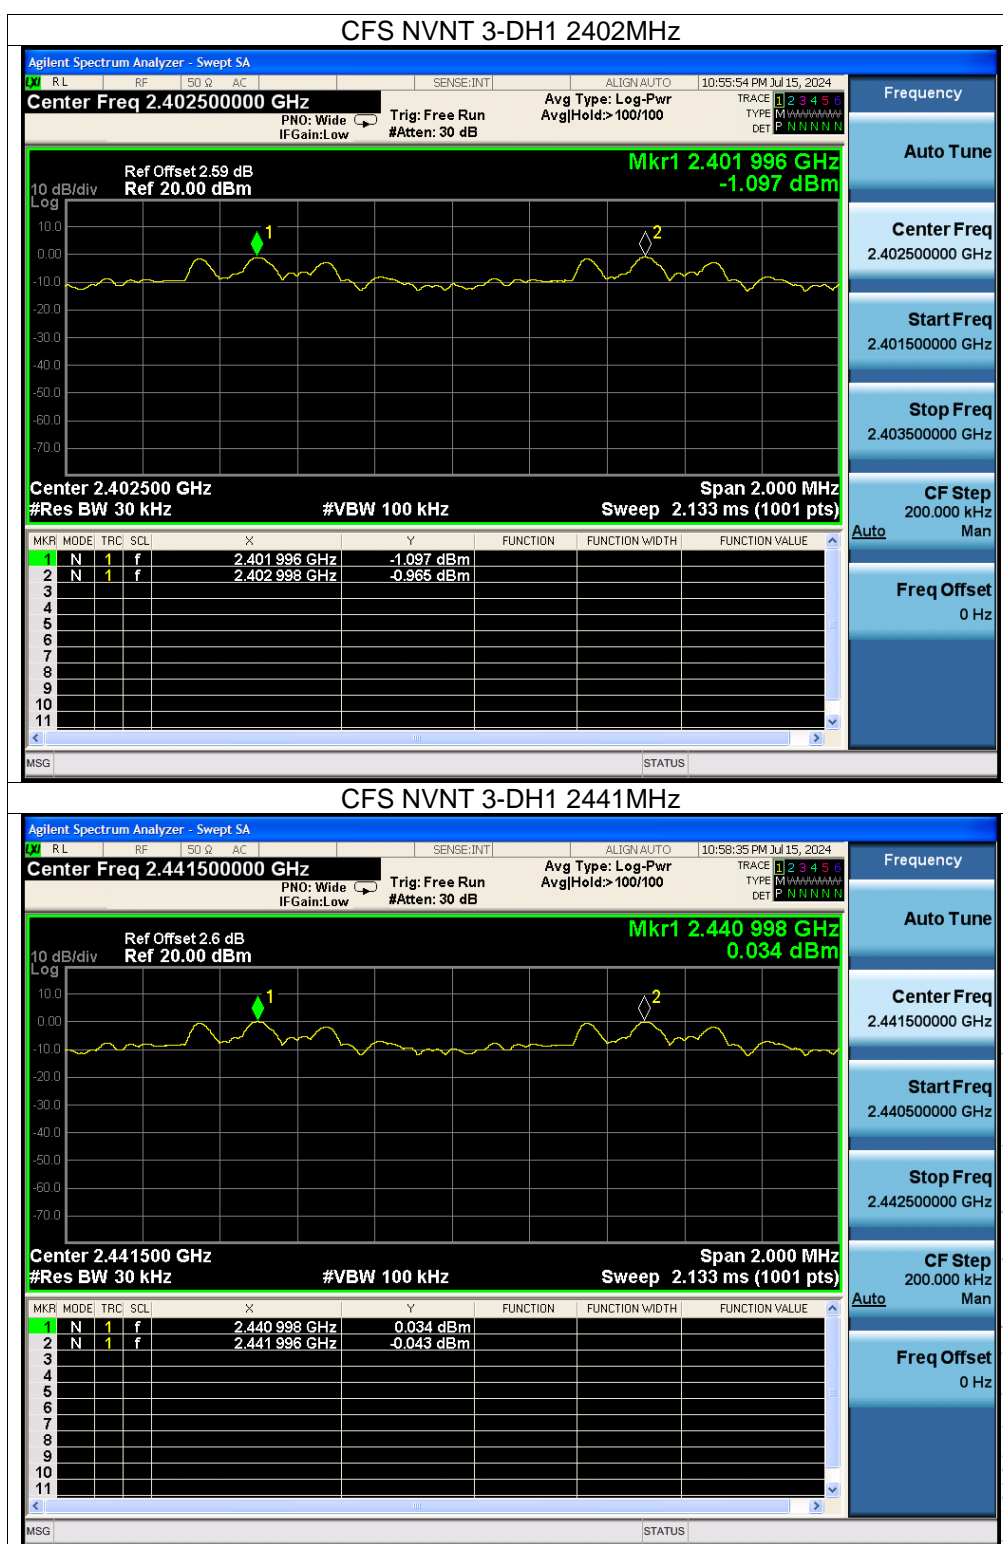 CFS NVNT 3-DH1 2402MHz
Agilent Spectrum Analyzer - Swept SA
LXI RL RF 50 Ω AC SENSE:INT ALIGN AUTO 10:55:54 PM Jul 15, 2024
Center Freq 2.402500000 GHz
PNO: Wide
IFGain:Low
Trig: Free Run
#Atten: 30 dB
Avg Type: Log-Pwr
Avg|Hold:>100/100
TRACE 1 2 3 4 5 6
TYPE M WWWWW
DET P N N N N N
Frequency
Auto Tune
Center Freq
2.402500000 GHz
Start Freq
2.401500000 GHz
Stop Freq
2.403500000 GHz
CF Step
200.000 kHz
Auto Man
Freq Offset
0 Hz
Mkr1 2.401 996 GHz
-1.097 dBm
Ref Offset 2.59 dB
10 dB/div Ref 20.00 dBm
Log
10.0
0.00
-10.0
-20.0
-30.0
-40.0
-50.0
-60.0
-70.0
1
2
Center 2.402500 GHz Span 2.000 MHz
#Res BW 30 kHz #VBW 100 kHz Sweep 2.133 ms (1001 pts)
MKR MODE TRC SCL X Y FUNCTION FUNCTION WIDTH FUNCTION VALUE
1 N 1 f 2.401 996 GHz -1.097 dBm
2 N 1 f 2.402 998 GHz -0.965 dBm
3
4
5
6
7
8
9
10
11
MSG STATUS
CFS NVNT 3-DH1 2441MHz
Agilent Spectrum Analyzer - Swept SA
LXI RL RF 50 Ω AC SENSE:INT ALIGN AUTO 10:58:35 PM Jul 15, 2024
Center Freq 2.441500000 GHz
PNO: Wide
IFGain:Low
Trig: Free Run
#Atten: 30 dB
Avg Type: Log-Pwr
Avg|Hold:>100/100
TRACE 1 2 3 4 5 6
TYPE M WWWWW
DET P N N N N N
Frequency
Auto Tune
Center Freq
2.441500000 GHz
Start Freq
2.440500000 GHz
Stop Freq
2.442500000 GHz
CF Step
200.000 kHz
Auto Man
Freq Offset
0 Hz
Mkr1 2.440 998 GHz
0.034 dBm
Ref Offset 2.6 dB
10 dB/div Ref 20.00 dBm
Log
10.0
0.00
-10.0
-20.0
-30.0
-40.0
-50.0
-60.0
-70.0
1
2
Center 2.441500 GHz Span 2.000 MHz
#Res BW 30 kHz #VBW 100 kHz Sweep 2.133 ms (1001 pts)
MKR MODE TRC SCL X Y FUNCTION FUNCTION WIDTH FUNCTION VALUE
1 N 1 f 2.440 998 GHz 0.034 dBm
2 N 1 f 2.441 996 GHz -0.043 dBm
3
4
5
6
7
8
9
10
11
MSG STATUS